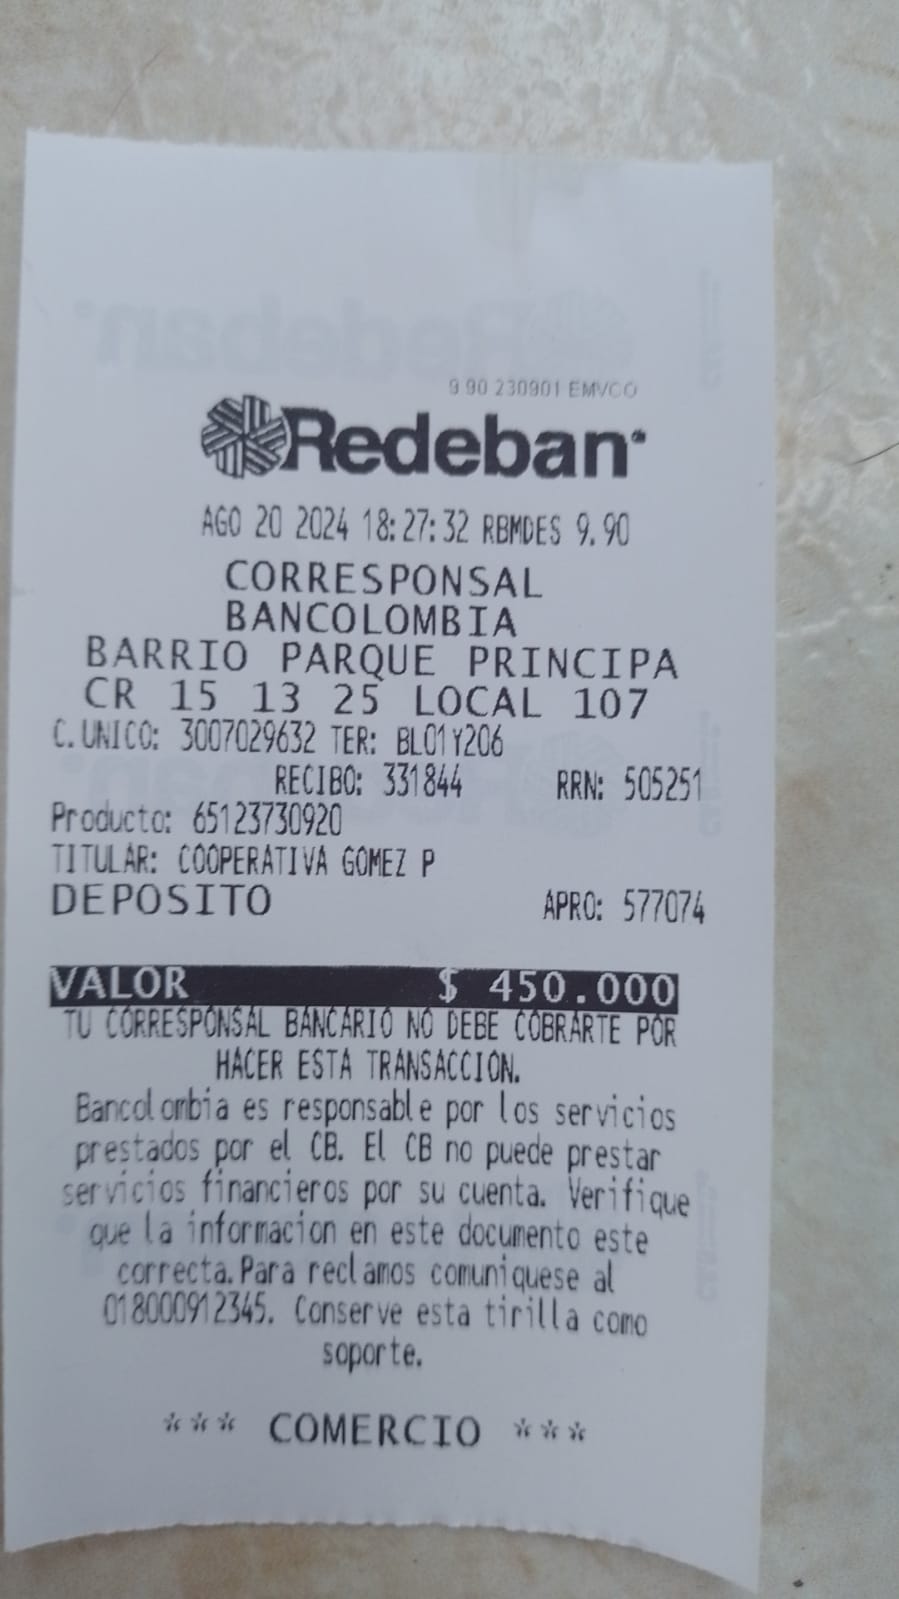 9 90 230901 EMVCO
Redeban
AGO 20 2024 18:27:32 RBMDES 9.90
CORRESPONSAL
BANCOLOMBIA
BARRIO PARQUE PRINCIPA
CR 15 13 25 LOCAL 107
C. UNICO: 3007029632 TER: BL01Y206
RECIBO: 331844 RRN: 505251
Producto: 65123730920
TITULAR: COOPERATIVA GOMEZ P
DEPOSITO APRO: 577074
VALOR $ 450.000
TU CORRESPONSAL BANCARIO NO DEBE COBRARTE POR
HACER ESTA TRANSACCION.
Bancolombia es responsable por los servicios
prestados por el CB. El CB no puede prestar
servicios financieros por su cuenta. Verifique
que la informacion en este documento este
correcta.Para reclamos comuniquese al
018000912345. Conserve esta tirilla como
soporte.
*** COMERCIO ***